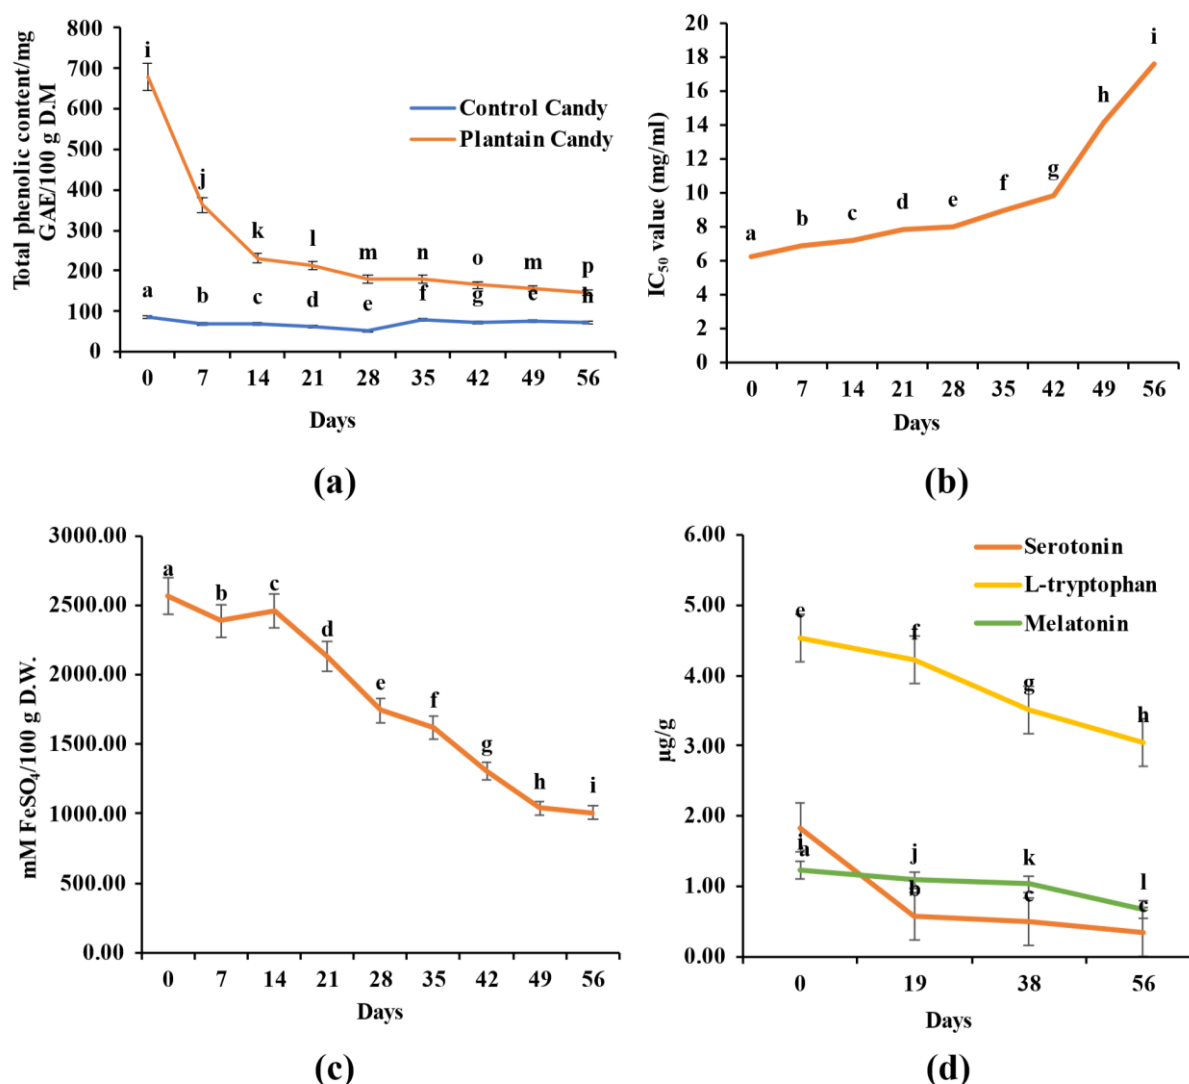 800
700
600
500
400
300
200
100
0
Total phenolic content/mg
GAE/100 g D.M
i
j
k
l
m
n
o
m
p
a
b
c
d
e
f
g
e
h
Control Candy
Plantain Candy
0 7 14 21 28 35 42 49 56
Days
(a)
20
18
16
14
12
10
8
6
4
2
0
IC50 value (mg/ml)
a
b
c
d
e
f
g
h
i
0 7 14 21 28 35 42 49 56
Days
(b)
3000.00
2500.00
2000.00
1500.00
1000.00
500.00
0.00
mM FeSO4/100 g D.W.
a
b
c
d
e
f
g
h
i
0 7 14 21 28 35 42 49 56
Days
(c)
6.00
5.00
4.00
3.00
2.00
1.00
0.00
µg/g
Serotonin
L-tryptophan
Melatonin
e
f
g
h
i
j
k
l
a
b
c
c
0 19 38 56
Days
(d)